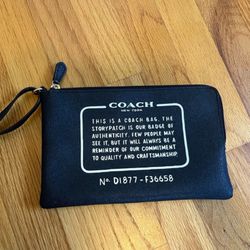 COACH
NEW YORK
THIS IS A COACH BAG. THE
STORYPATCH IS OUR BADGE OF
AUTHENTICITY. FEW PEOPLE MAY
SEE IT, BUT IT WILL ALWAYS BE A
REMINDER OF OUR COMMITMENT
TO QUALITY AND CRAFTSMANSHIP.
No. D1877-F36658